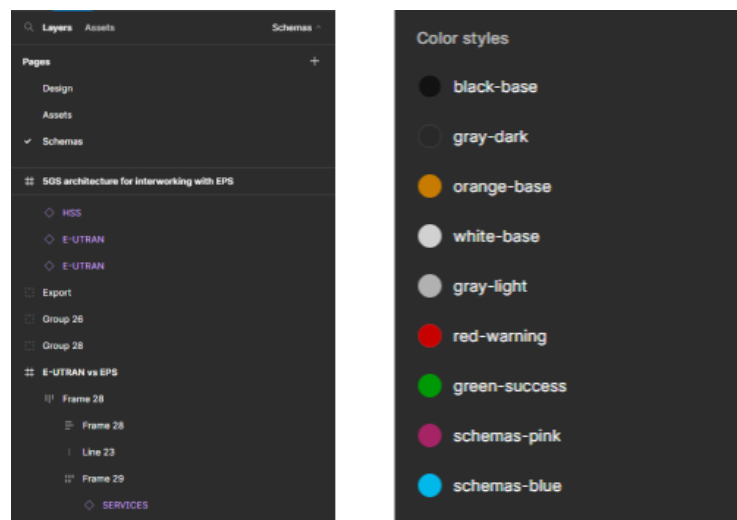 Layers Assets Schemas
Pages
Design
Assets
Schemas
5GS architecture for interworking with EPS
HSS
E-UTRAN
E-UTRAN
Export
Group 26
Group 28
E-UTRAN vs EPS
Frame 28
Frame 28
Line 23
Frame 29
SERVICES
Color styles
black-base
gray-dark
orange-base
white-base
gray-light
red-warning
green-success
schemas-pink
schemas-blue